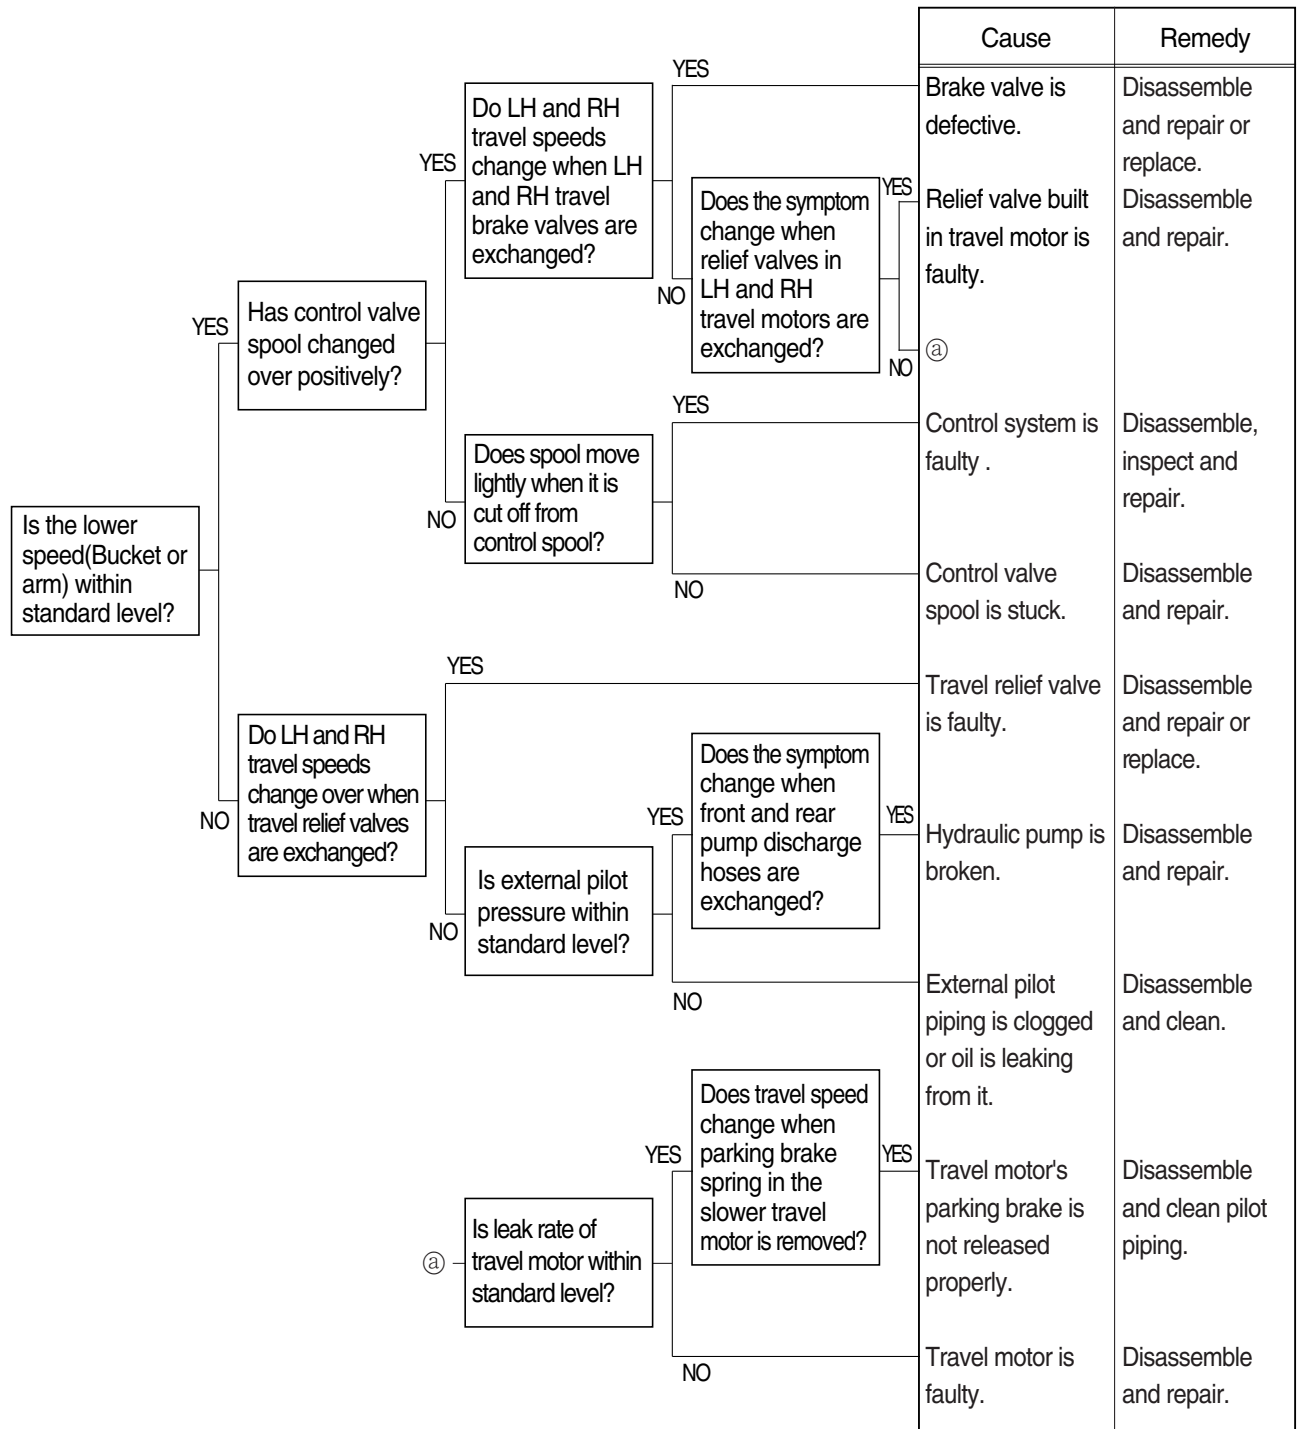 Cause
Remedy
YES
Brake valve is
defective.
Disassemble
and repair or
replace.
Do LH and RH
travel speeds
change when LH
and RH travel
brake valves are
exchanged?
YES
Does the symptom
change when
relief valves in
LH and RH
travel motors are
exchanged?
NO
YES
Relief valve built
in travel motor is
faulty.
Disassemble
and repair.
NO
ⓐ
YES
Has control valve
spool changed
over positively?
YES
Control system is
faulty .
Disassemble,
inspect and
repair.
NO
Does spool move
lightly when it is
cut off from
control spool?
NO
Control valve
spool is stuck.
Disassemble
and repair.
Is the lower
speed(Bucket or
arm) within
standard level?
YES
Travel relief valve
is faulty.
Disassemble
and repair or
replace.
NO
Do LH and RH
travel speeds
change over when
travel relief valves
are exchanged?
YES
Does the symptom
change when
front and rear
pump discharge
hoses are
exchanged?
YES
Hydraulic pump is
broken.
Disassemble
and repair.
NO
Is external pilot
pressure within
standard level?
NO
External pilot
piping is clogged
or oil is leaking
from it.
Disassemble
and clean.
YES
Does travel speed
change when
parking brake
spring in the
slower travel
motor is removed?
YES
Travel motor's
parking brake is
not released
properly.
Disassemble
and clean pilot
piping.
ⓐ
Is leak rate of
travel motor within
standard level?
NO
Travel motor is
faulty.
Disassemble
and repair.